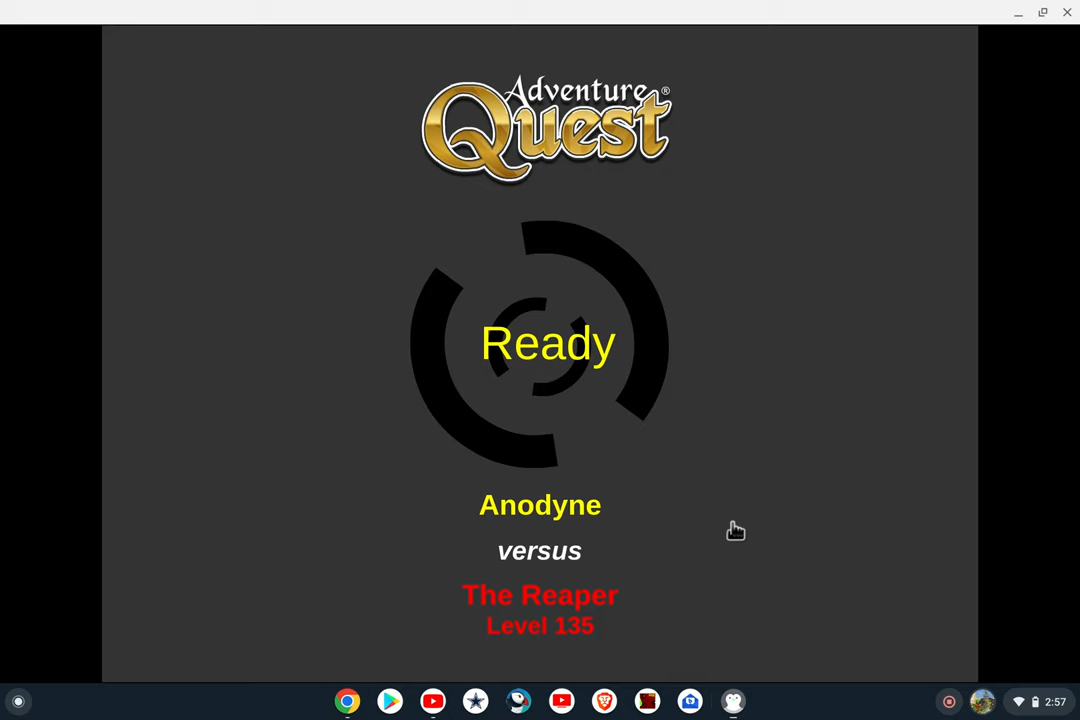 Adventure
Quest®
Ready
Anodyne
versus
The Reaper
Level 135
2:57